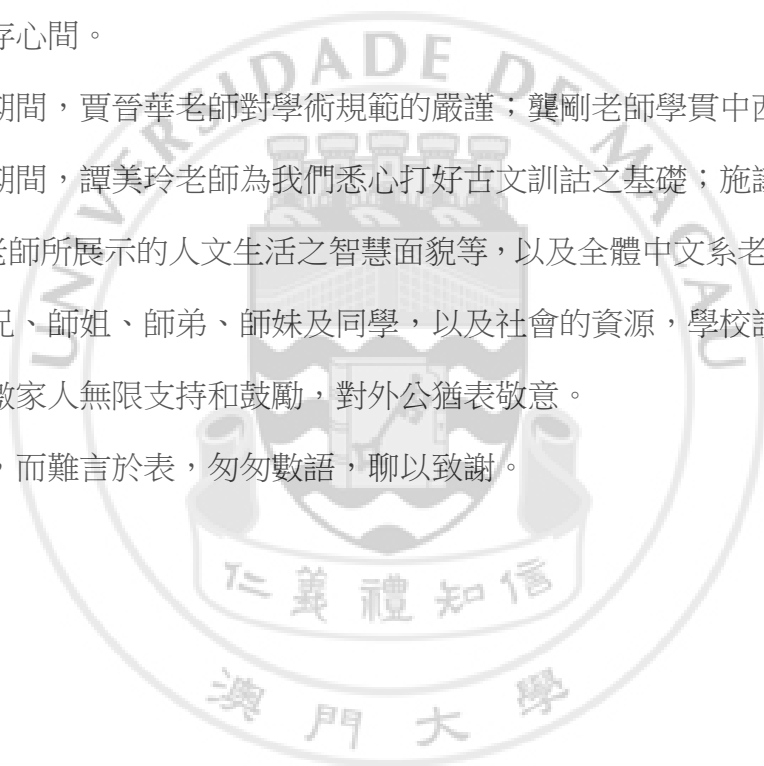 存心間。
期間，賈晉華老師對學術規範的嚴謹；龔剛老師學貫中西
期間，譚美玲老師為我們悉心打好古文訓詁之基礎；施議
老師所展示的人文生活之智慧面貌等，以及全體中文系老
兄、師姐、師弟、師妹及同學，以及社會的資源，學校設
激家人無限支持和鼓勵，對外公猶表敬意。
，而難言於表，匆匆數語，聊以致謝。
UNIVERSIDADE DE MACAU
仁義禮知信
澳門大學